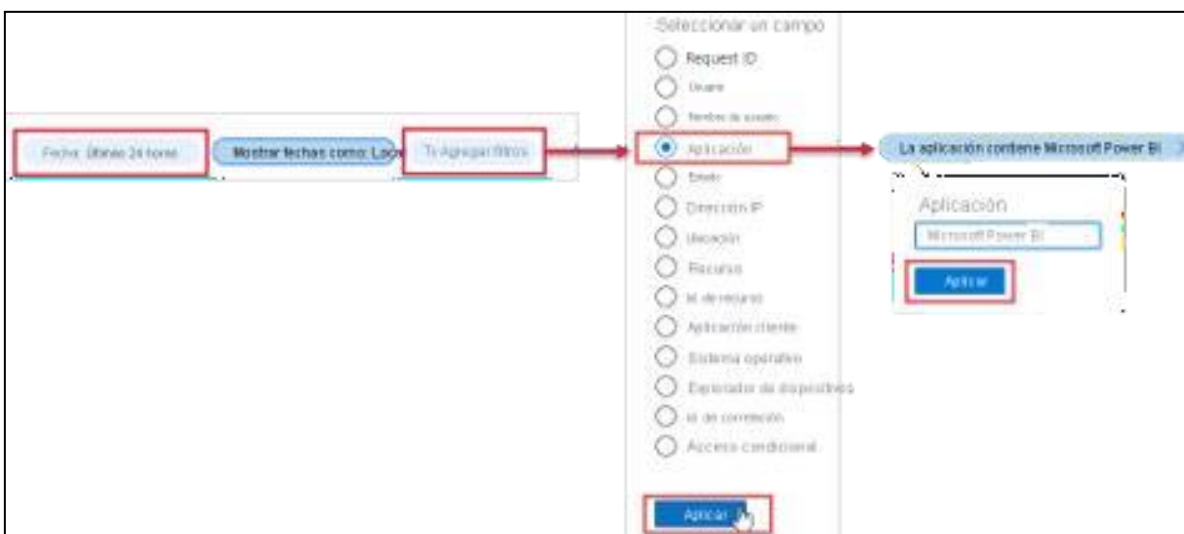 Seleccionar un campo
Request ID
Usuario
Nombre de usuario
Fecha: Últimas 24 horas
Mostrar fechas como: Loca
Agregar filtros
Aplicación
La aplicación contiene Microsoft Power BI
Estado
Dirección IP
Aplicación
Ubicación
Microsoft Power BI
Recurso
Aplicar
Id. de recurso
Aplicación cliente
Sistema operativo
Explorador de dispositivos
Id. de correlación
Acceso condicional
Aplicar